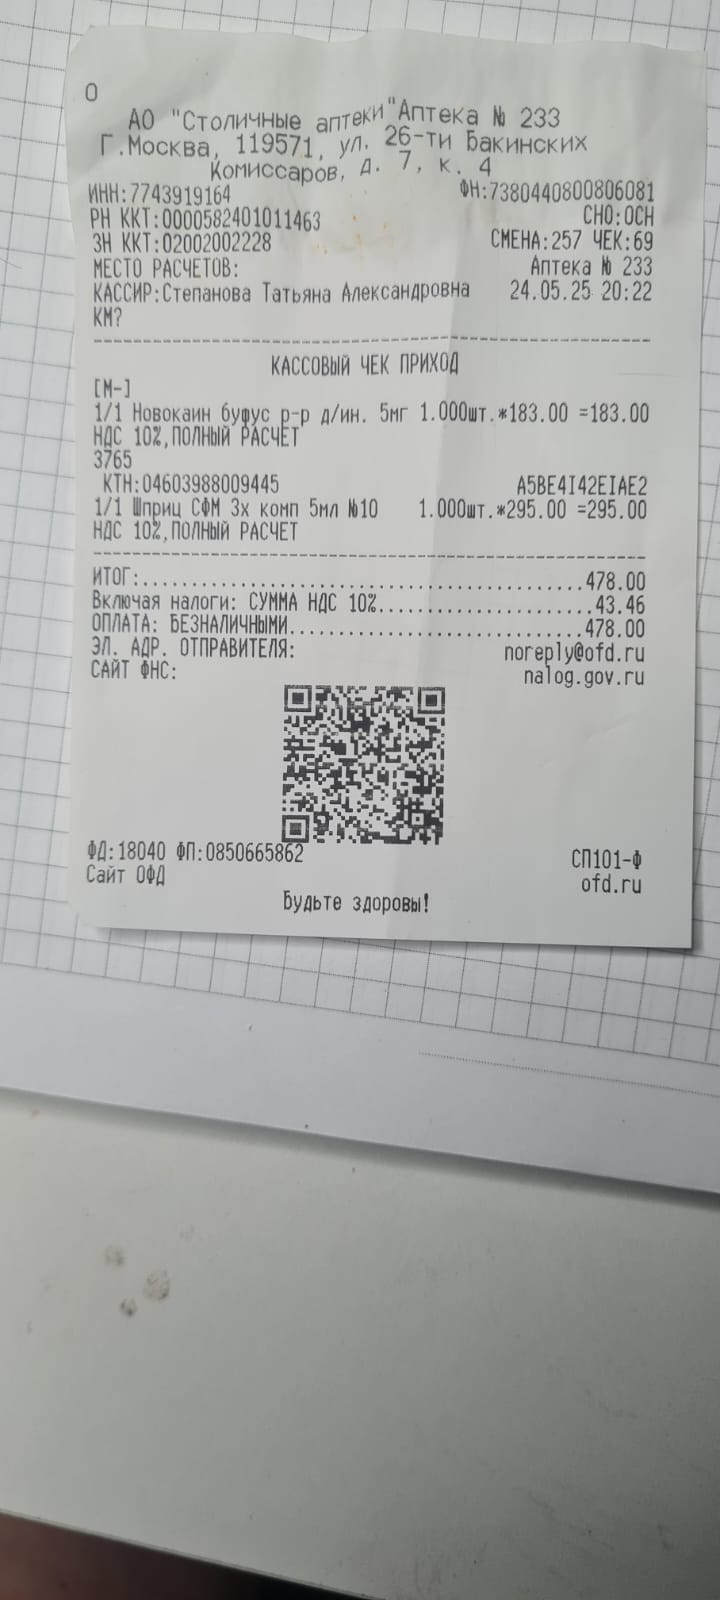 О
АО "Столичные аптеки"Аптека № 233
Г.Москва, 119571, ул. 26-ти Бакинских
Комиссаров, д. 7, к. 4
ИНН:7743919164 ФН:7380440800806081
РН ККТ:0000582401011463 СНО:ОСН
ЗН ККТ:02002002228 СМЕНА:257 ЧЕК:69
МЕСТО РАСЧЕТОВ: Аптека № 233
КАССИР:Степанова Татьяна Александровна 24.05.25 20:22
КМ?
КАССОВЫЙ ЧЕК ПРИХОД
[М-]
1/1 Новокаин буфус р-р д/ин. 5мг 1.000шт.*183.00 =183.00
НДС 10%,ПОЛНЫЙ РАСЧЕТ
3765
КТН:04603988009445 A5BE4I42EIAE2
1/1 Шприц СФМ 3х комп 5мл №10 1.000шт.*295.00 =295.00
НДС 10%,ПОЛНЫЙ РАСЧЕТ
ИТОГ:..................................478.00
Включая налоги: СУММА НДС 10%.......................43.46
ОПЛАТА: БЕЗНАЛИЧНЫМИ.........................478.00
ЭЛ. АДР. ОТПРАВИТЕЛЯ: noreply@ofd.ru
САЙТ ФНС: nalog.gov.ru
ФД:18040 ФП:0850665862 СП101-Ф
Сайт ОФД ofd.ru
Будьте здоровы!